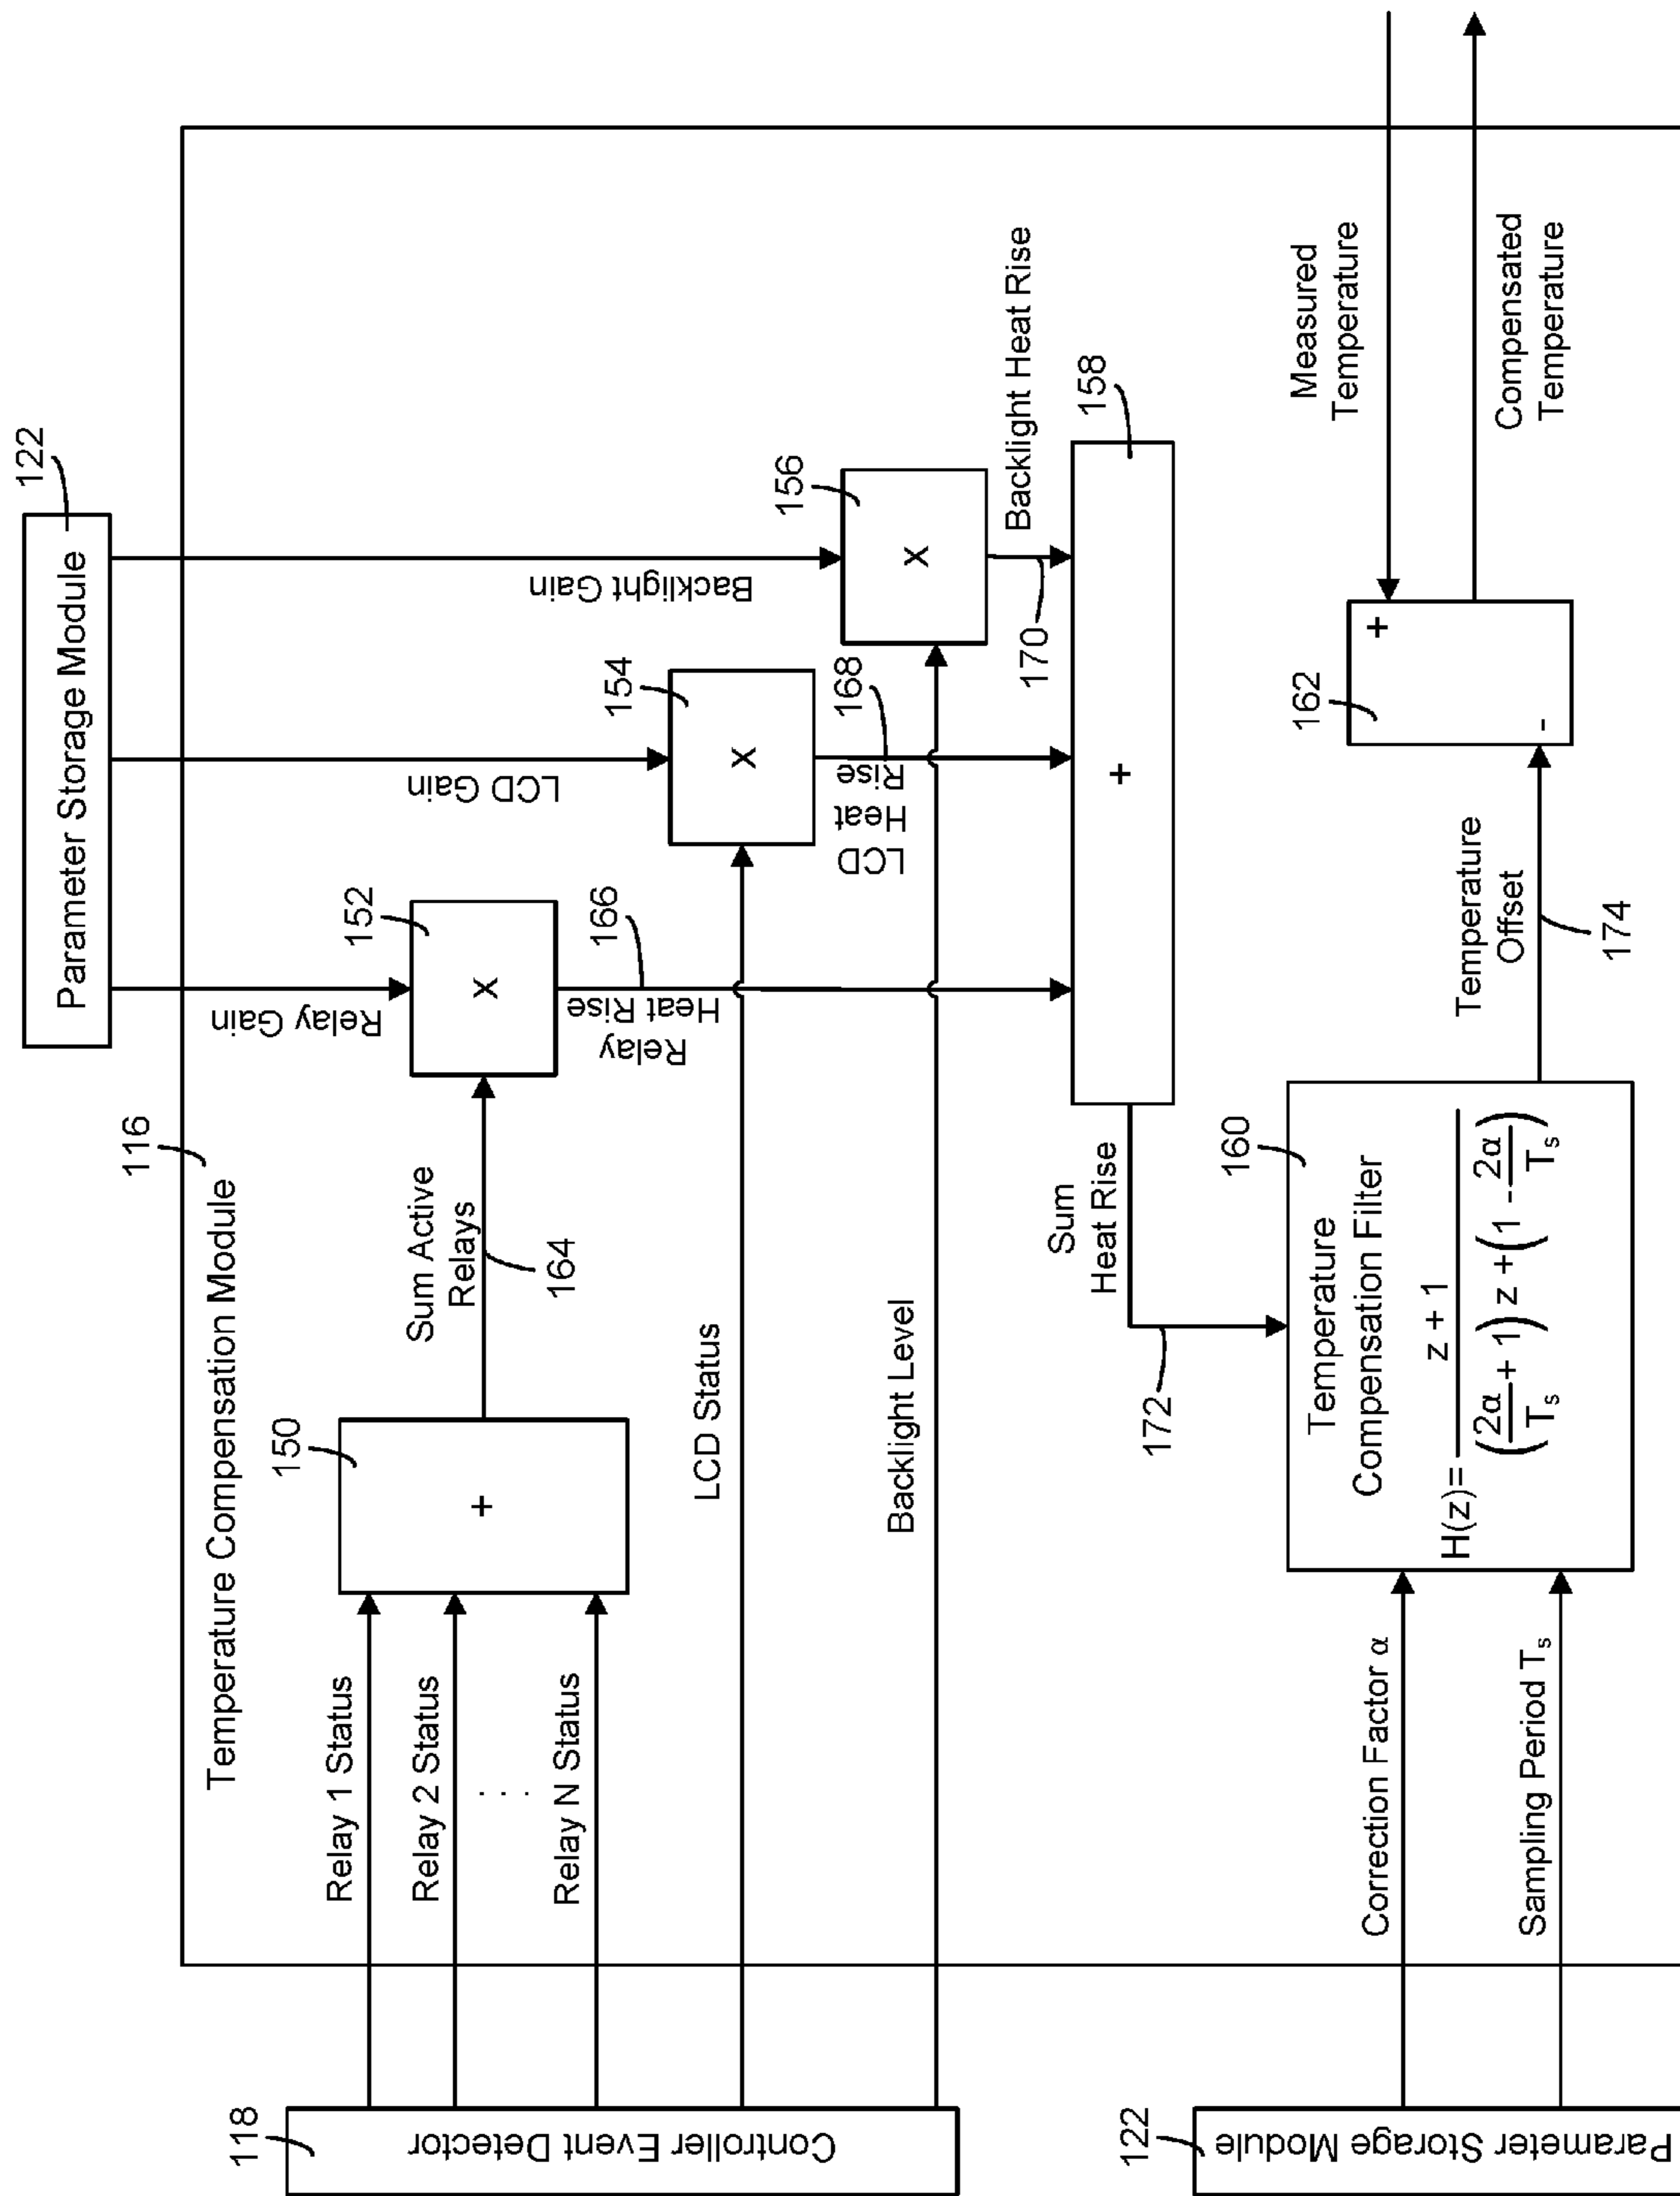 Parameter Storage Module
122
116
Temperature Compensation Module
118
Controller Event Detector
Relay 1 Status
Relay 2 Status
. . .
Relay N Status
150
+
Sum Active
Relays
164
Relay Gain
152
X
Relay
Heat Rise
166
LCD Gain
154
X
LCD
Heat
Rise
168
Backlight Gain
156
X
Backlight Heat Rise
170
LCD Status
Backlight Level
158
+
Sum
Heat Rise
172
122
Parameter Storage Module
Correction Factor α
Sampling Period Ts
160
Temperature
Compensation Filter
H(z)=
z + 1
(2α/Ts + 1) z + (1 - 2α/Ts)
Temperature
Offset
174
162
+
-
Measured
Temperature
Compensated
Temperature